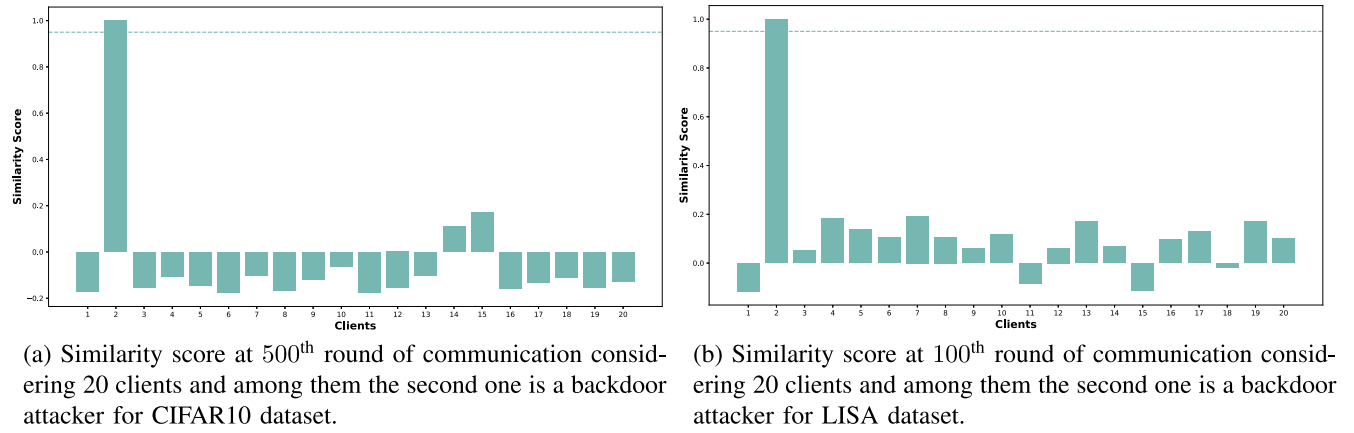 1.0
0.8
0.6
0.4
0.2
0.0
−0.2
Similarity Score
1 2 3 4 5 6 7 8 9 10 11 12 13 14 15 16 17 18 19 20
Clients
(a) Similarity score at 500th round of communication consid-
ering 20 clients and among them the second one is a backdoor
attacker for CIFAR10 dataset.
1.0
0.8
0.6
0.4
0.2
0.0
Similarity Score
1 2 3 4 5 6 7 8 9 10 11 12 13 14 15 16 17 18 19 20
Clients
(b) Similarity score at 100th round of communication consid-
ering 20 clients and among them the second one is a backdoor
attacker for LISA dataset.